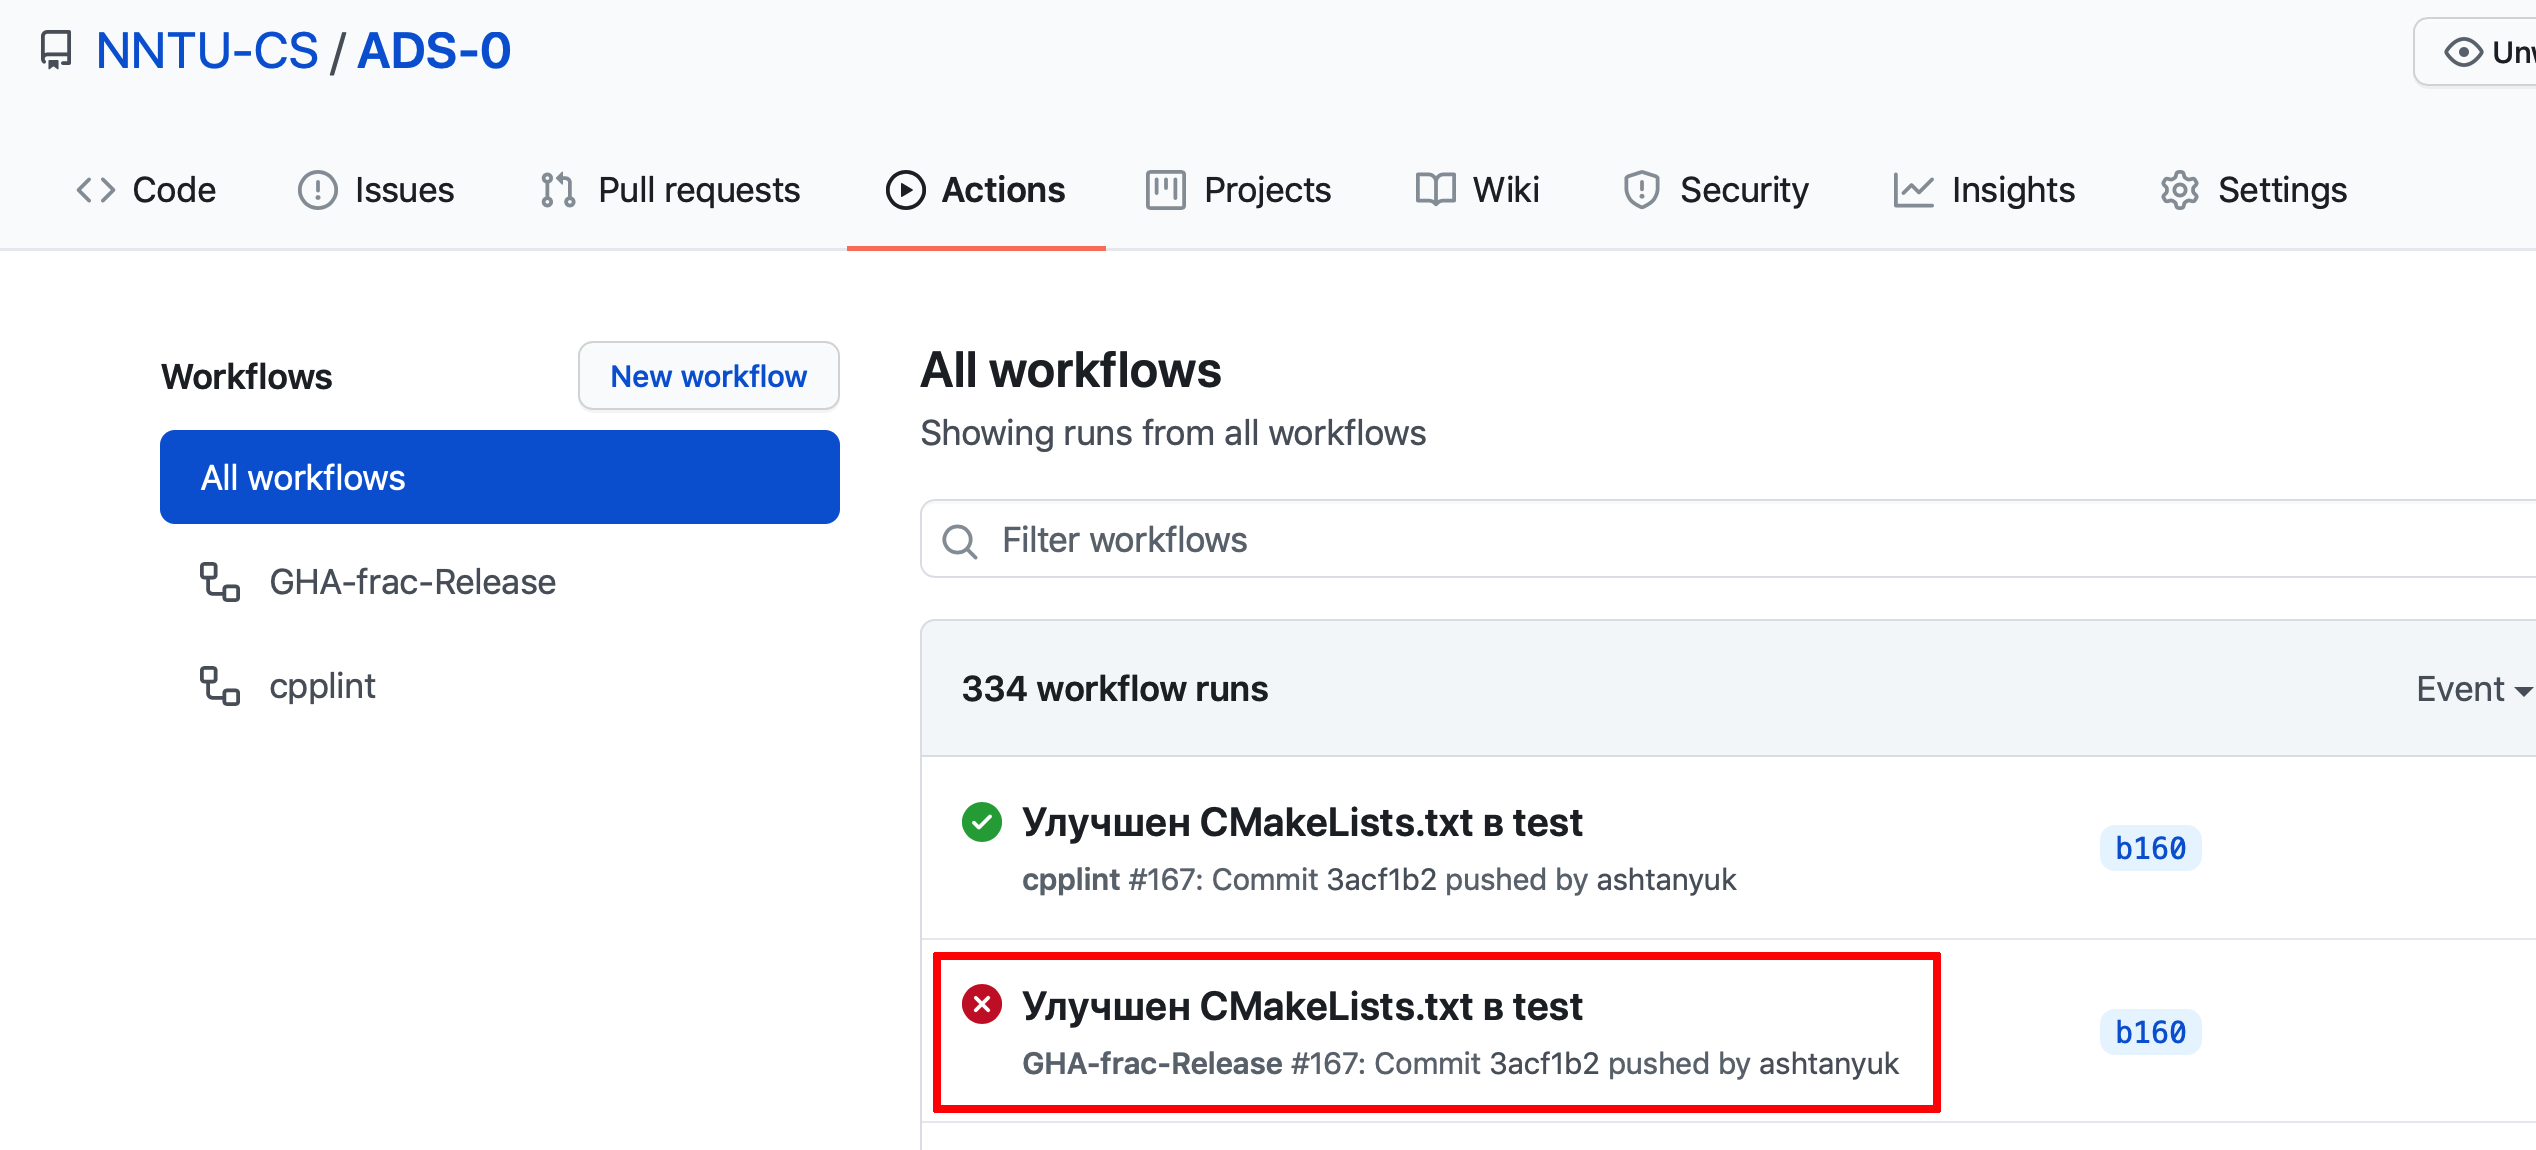 NNTU-CS / ADS-0
Code Issues Pull requests Actions Projects Wiki Security Insights Settings
Workflows
New workflow
All workflows
GHA-frac-Release
cpplint
All workflows
Showing runs from all workflows
Filter workflows
334 workflow runs
Event
Улучшен CMakeLists.txt в test
cpplint #167: Commit 3acf1b2 pushed by ashtanyuk
b160
Улучшен CMakeLists.txt в test
GHA-frac-Release #167: Commit 3acf1b2 pushed by ashtanyuk
b160